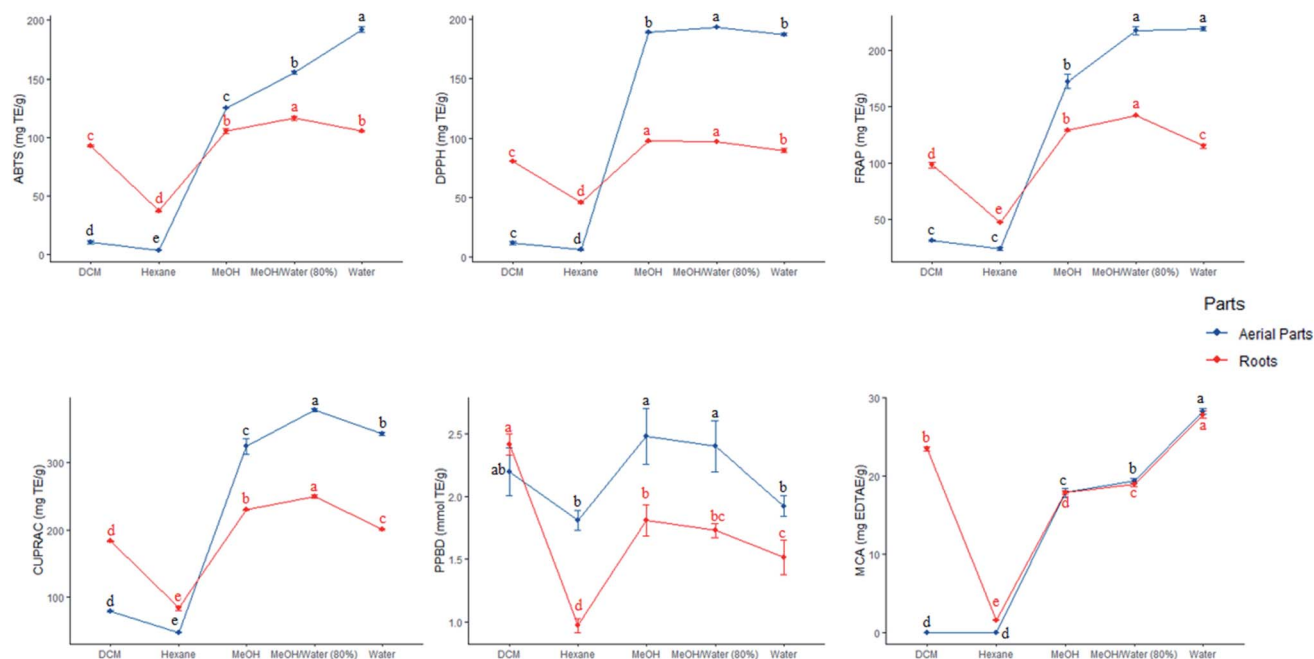 ABTS (mg TE/g)
200
150
100
50
0
a
b
c
a
c
b
b
d
d
e
DCM Hexane MeOH MeOH/Water (80%) Water
DPPH (mg TE/g)
200
150
100
50
0
b
a
b
a
a
b
c
d
c
d
DCM Hexane MeOH MeOH/Water (80%) Water
FRAP (mg TE/g)
200
150
100
50
a
a
b
a
b
c
d
e
c
c
DCM Hexane MeOH MeOH/Water (80%) Water
Parts
Aerial Parts
Roots
CUPRAC (mg TE/g)
300
200
100
a
b
c
a
b
c
d
e
d
e
DCM Hexane MeOH MeOH/Water (80%) Water
PPBD (mmol TE/g)
2.5
2.0
1.5
1.0
a
a
a
ab
b
b
b
bc
c
d
DCM Hexane MeOH MeOH/Water (80%) Water
MCA (mg EDTAE/g)
30
20
10
0
a
a
b
b
c
c
d
e
d
d
DCM Hexane MeOH MeOH/Water (80%) Water